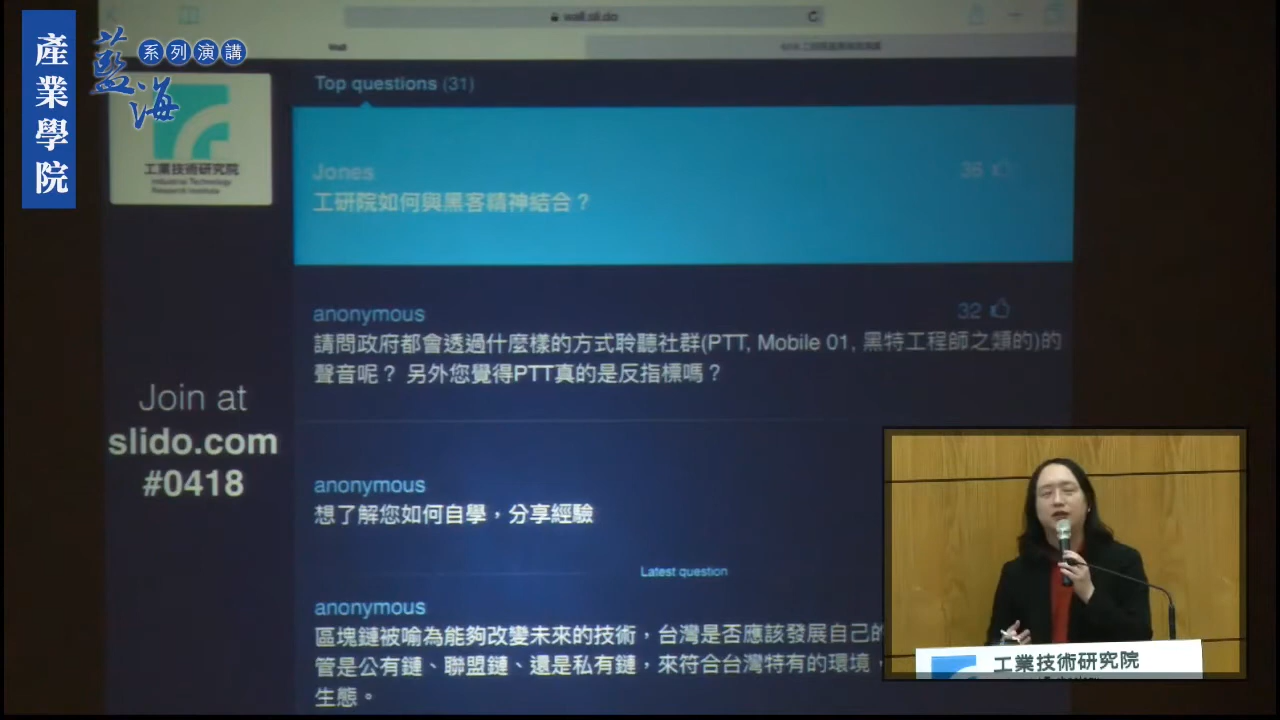 產業學院
藍海
系列演講
wall.sli.do
Wall
Top questions (31)
工業技術研究院
Industrial Technology
Research Institute
Jones
36
工研院如何與黑客精神結合？
anonymous
32
請問政府都會透過什麼樣的方式聆聽社群(PTT, Mobile 01, 黑特工程師之類的)的
聲音呢？ 另外您覺得PTT真的是反指標嗎？
Join at
slido.com
#0418
anonymous
想了解您如何自學，分享經驗
Latest question
anonymous
區塊鏈被喻為能夠改變未來的技術，台灣是否應該發展自己的
管是公有鏈、聯盟鏈、還是私有鏈，來符合台灣特有的環境，
生態。
工業技術研究院